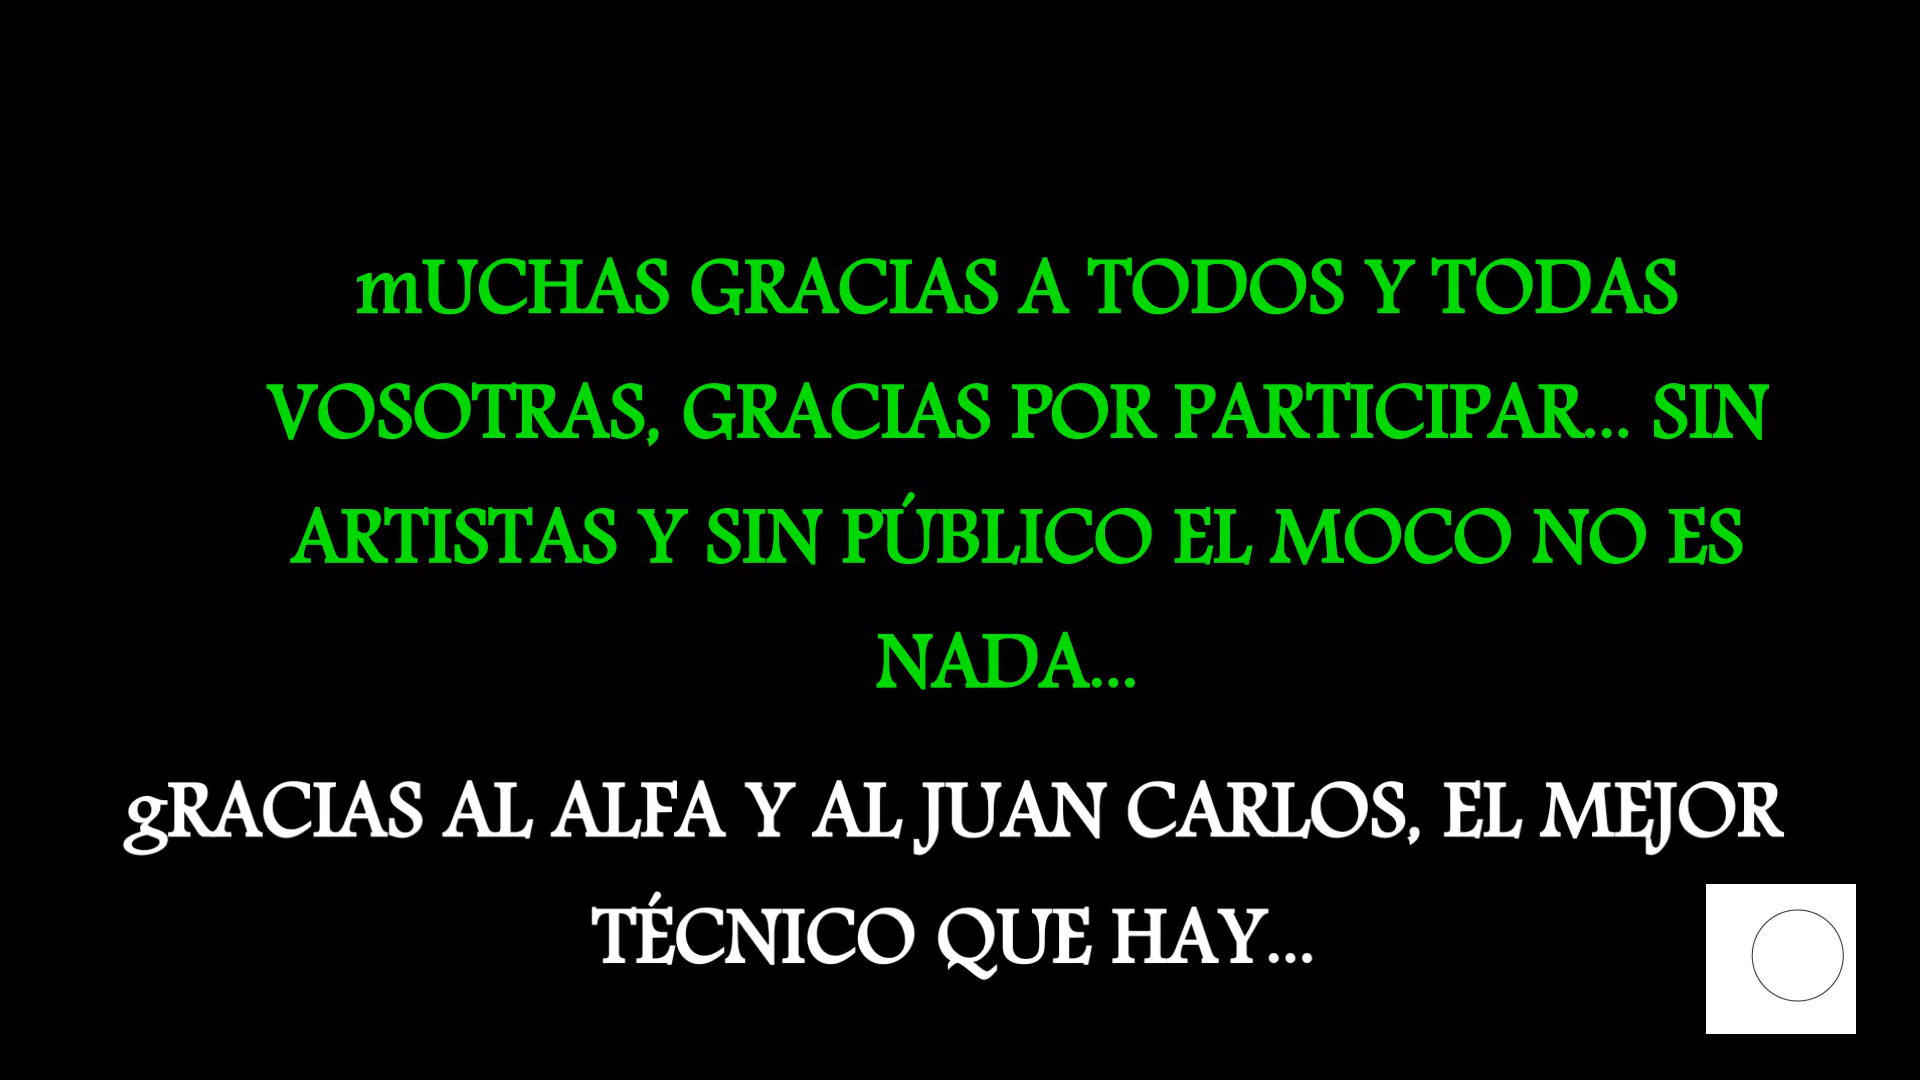 mUCHAS GRACIAS A TODOS Y TODAS
VOSOTRAS, GRACIAS POR PARTICIPAR... SIN
ARTISTAS Y SIN PÚBLICO EL MOCO NO ES
NADA...
gRACIAS AL ALFA Y AL JUAN CARLOS, EL MEJOR
TÉCNICO QUE HAY...